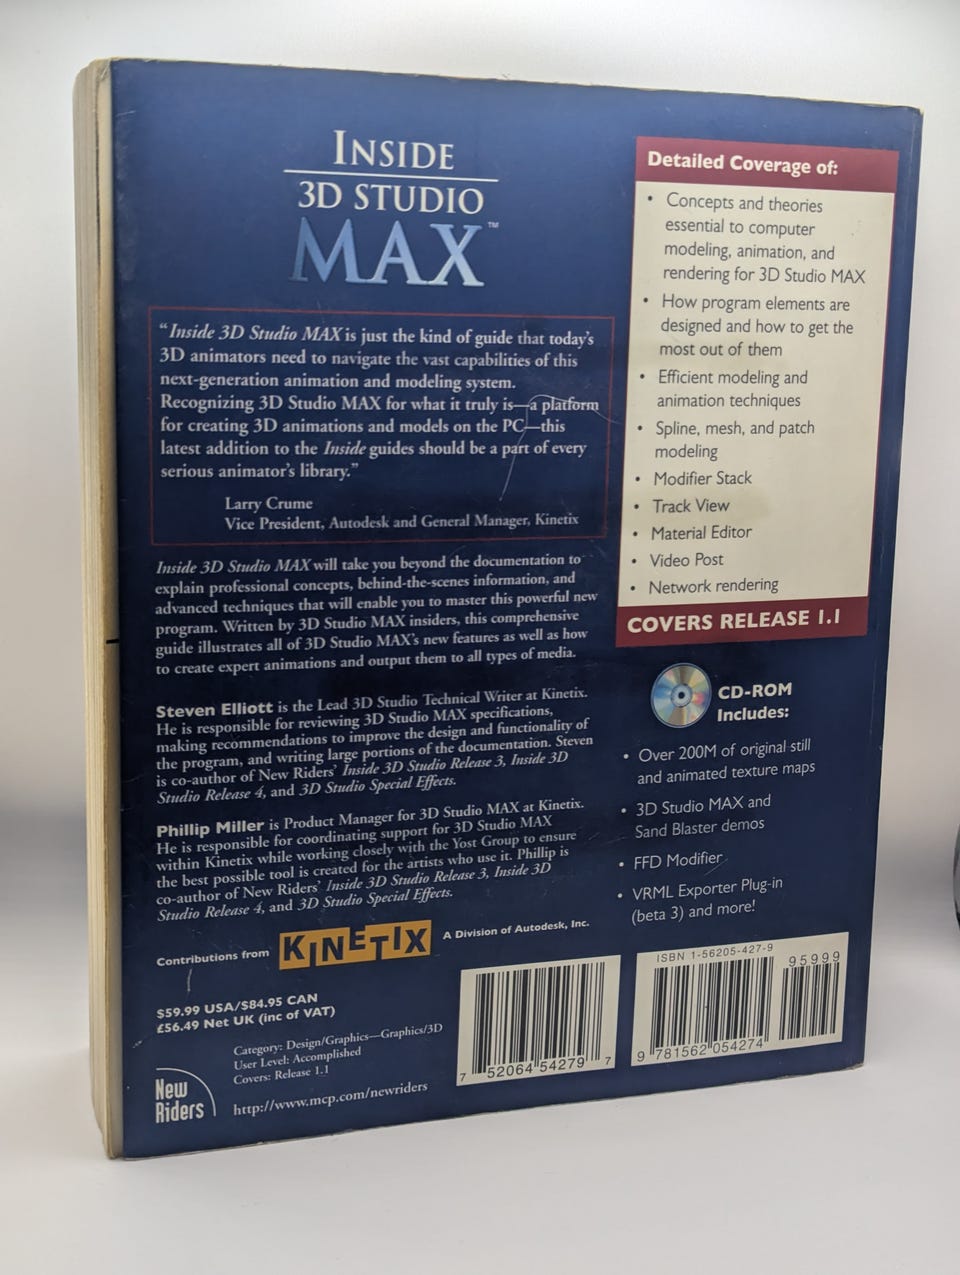 INSIDE
3D STUDIO
MAX™
"Inside 3D Studio MAX is just the kind of guide that today's
3D animators need to navigate the vast capabilities of this
next-generation animation and modeling system.
Recognizing 3D Studio MAX for what it truly is—a platform
for creating 3D animations and models on the PC—this
latest addition to the Inside guides should be a part of every
serious animator's library."
Larry Crume
Vice President, Autodesk and General Manager, Kinetix
Inside 3D Studio MAX will take you beyond the documentation to
explain professional concepts, behind-the-scenes information, and
advanced techniques that will enable you to master this powerful new
program. Written by 3D Studio MAX insiders, this comprehensive
guide illustrates all of 3D Studio MAX's new features as well as how
to create expert animations and output them to all types of media.
Steven Elliott is the Lead 3D Studio Technical Writer at Kinetix.
He is responsible for reviewing 3D Studio MAX specifications,
making recommendations to improve the design and functionality of
the program, and writing large portions of the documentation. Steven
is co-author of New Riders' Inside 3D Studio Release 3, Inside 3D
Studio Release 4, and 3D Studio Special Effects.
Phillip Miller is Product Manager for 3D Studio MAX at Kinetix.
He is responsible for coordinating support for 3D Studio MAX
within Kinetix while working closely with the Yost Group to ensure
the best possible tool is created for the artists who use it. Phillip is
co-author of New Riders' Inside 3D Studio Release 3, Inside 3D
Studio Release 4, and 3D Studio Special Effects.
Contributions from KINETIX A Division of Autodesk, Inc.
$59.99 USA/$84.95 CAN
£56.49 Net UK (inc of VAT)
Category: Design/Graphics—Graphics/3D
User Level: Accomplished
Covers: Release 1.1
New
Riders
http://www.mcp.com/newriders
Detailed Coverage of:
• Concepts and theories
essential to computer
modeling, animation, and
rendering for 3D Studio MAX
• How program elements are
designed and how to get the
most out of them
• Efficient modeling and
animation techniques
• Spline, mesh, and patch
modeling
• Modifier Stack
• Track View
• Material Editor
• Video Post
• Network rendering
COVERS RELEASE 1.1
CD-ROM
Includes:
• Over 200M of original still
and animated texture maps
• 3D Studio MAX and
Sand Blaster demos
• FFD Modifier
• VRML Exporter Plug-in
(beta 3) and more!
7 52064 54279 7
ISBN 1-56205-427-9
95999
9 781562 054274